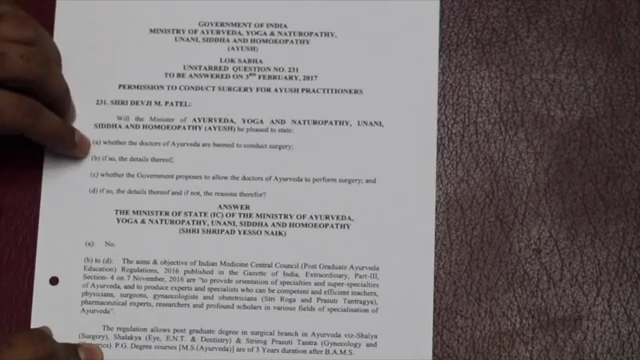 GOVERNMENT OF INDIA
MINISTRY OF AYURVEDA, YOGA & NATUROPATHY,
UNANI, SIDDHA AND HOMOEOPATHY
(AYUSH)
LOK SABHA
UNSTARRED QUESTION NO. 231
TO BE ANSWERED ON 3RD FEBRUARY, 2017
PERMISSION TO CONDUCT SURGERY FOR AYUSH PRACTITIONERS
231. SHRI DEVJI M. PATEL:
Will the Minister of AYURVEDA, YOGA AND NATUROPATHY, UNANI,
SIDDHA AND HOMOEOPATHY (AYUSH) be pleased to state:
(a) whether the doctors of Ayurveda are banned to conduct surgery;
(b) if so, the details thereof;
(c) whether the Government proposes to allow the doctors of Ayurveda to perform surgery; and
(d) if so, the details thereof and if not, the reasons therefor?
ANSWER
THE MINISTER OF STATE (IC) OF THE MINISTRY OF AYURVEDA,
YOGA & NATUROPATHY, UNANI, SIDDHA AND HOMOEOPATHY
(SHRI SHRIPAD YESSO NAIK)
(a): No.
(b) to (d): The aims & objective of Indian Medicine Central Council (Post Graduate Ayurveda
Education) Regulations, 2016 published in the Gazette of India, Extraordinary, Part-III,
Section- 4 on 7 November, 2016 are "to provide orientation of specialties and super-specialties
of Ayurveda, and to produce experts and specialists who can be competent and efficient teachers,
physicians, surgeons, gynaecologists and obstetricians (Stri Roga and Prasuti Tantragya),
pharmaceutical experts, researchers and profound scholars in various fields of specialisation of
Ayurveda".
The regulation allows post graduate degree in surgical branch in Ayurveda viz-Shalya
(Surgery), Shalakya (Eye, E.N.T. & Dentistry) & Strirog Prasuti Tantra (Gynecology and
P.G. Degree courses [M.S.(Ayurveda)] are of 3 Years duration after B.A.M.S.